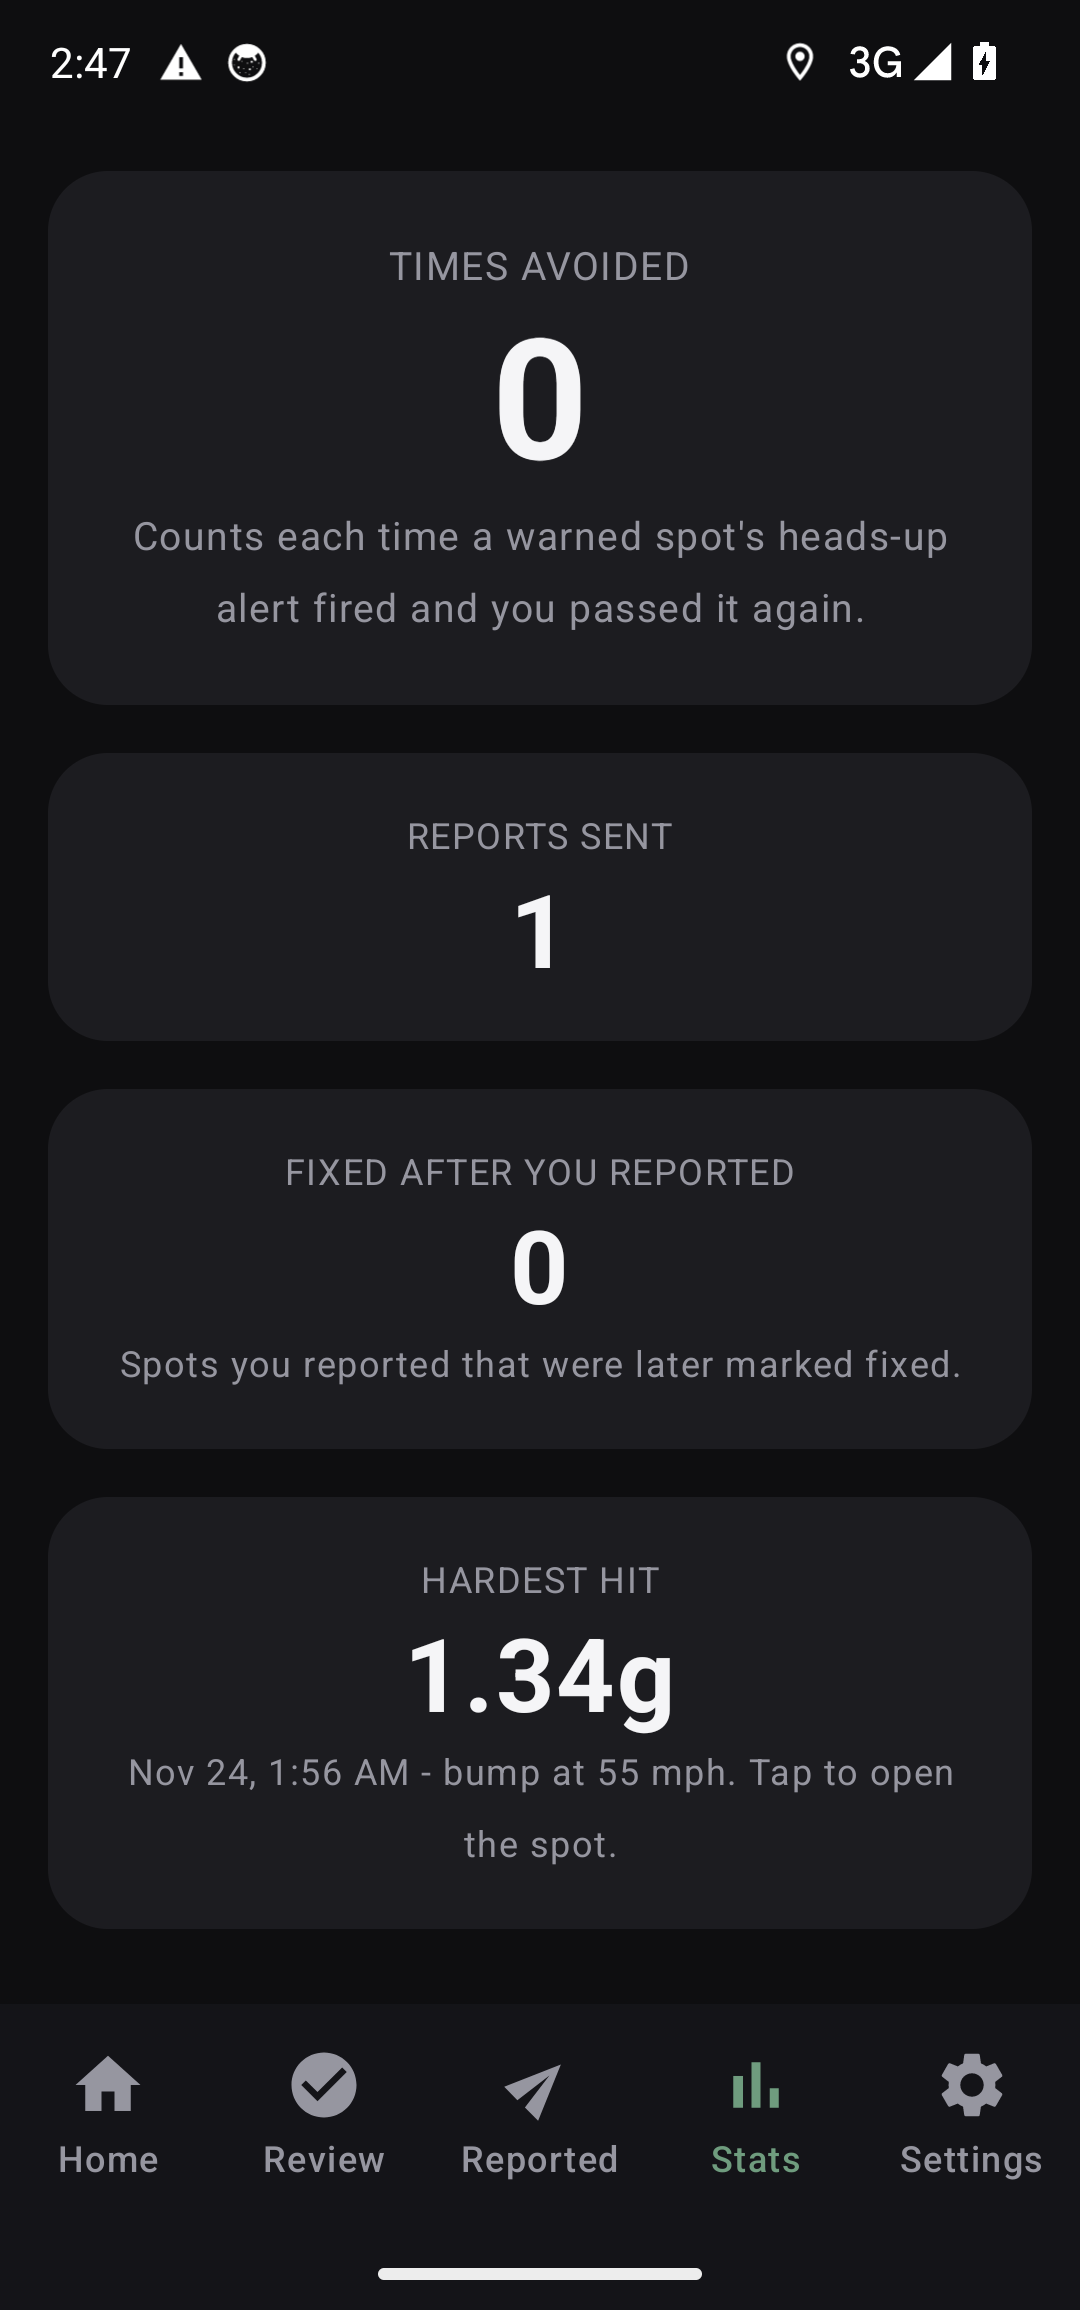 2:47
3G
TIMES AVOIDED
0
Counts each time a warned spot's heads-up
alert fired and you passed it again.
REPORTS SENT
1
FIXED AFTER YOU REPORTED
0
Spots you reported that were later marked fixed.
HARDEST HIT
1.34g
Nov 24, 1:56 AM - bump at 55 mph. Tap to open
the spot.
Home
Review
Reported
Stats
Settings